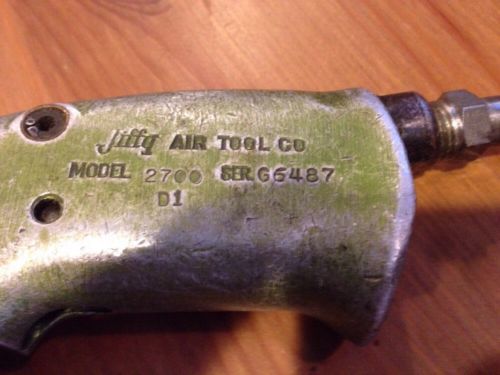 Jiffy AIR TOOL CO
MODEL 2700 SER. G6487
D1